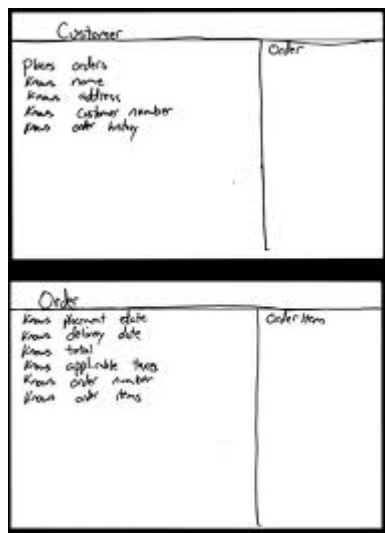 Customer
Places orders
Knows name
Knows address
Knows customer number
Knows order history
Order
Order
Knows placement date
Knows delivery date
Knows total
Knows applicable taxes
Knows order number
Knows order items
Order Item